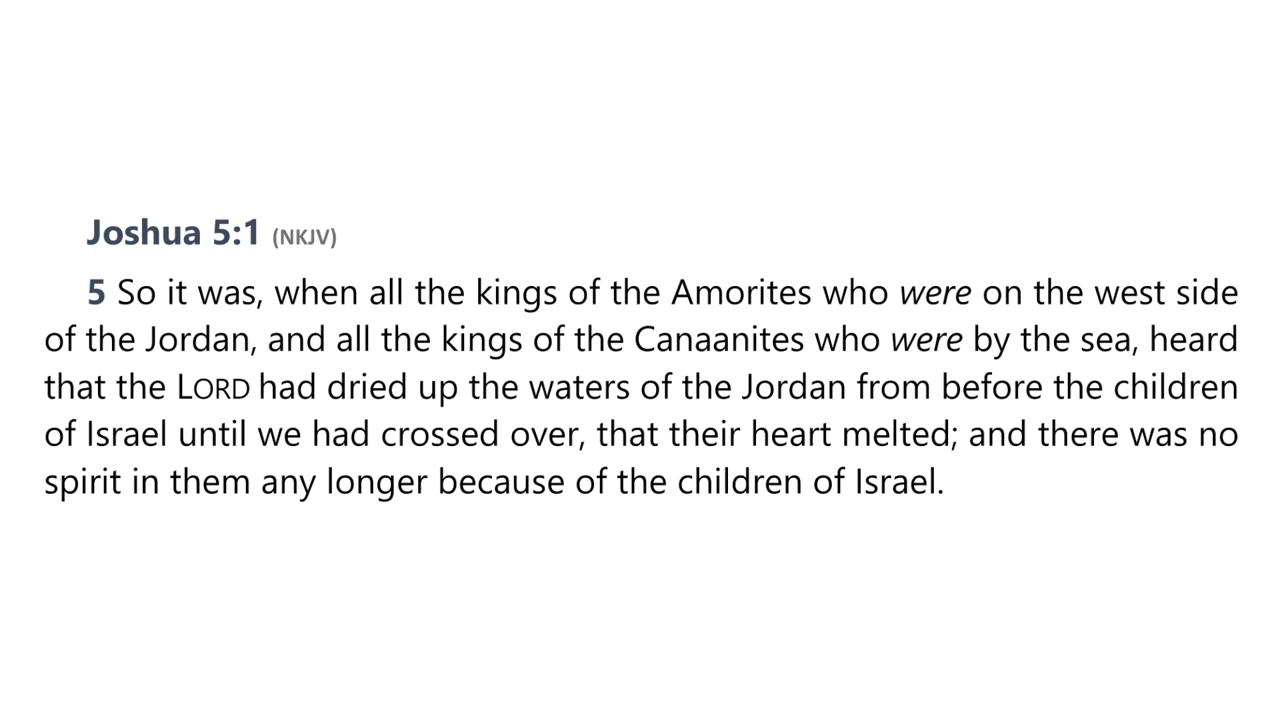 Joshua 5:1 (NKJV)
5 So it was, when all the kings of the Amorites who were on the west side
of the Jordan, and all the kings of the Canaanites who were by the sea, heard
that the LORD had dried up the waters of the Jordan from before the children
of Israel until we had crossed over, that their heart melted; and there was no
spirit in them any longer because of the children of Israel.